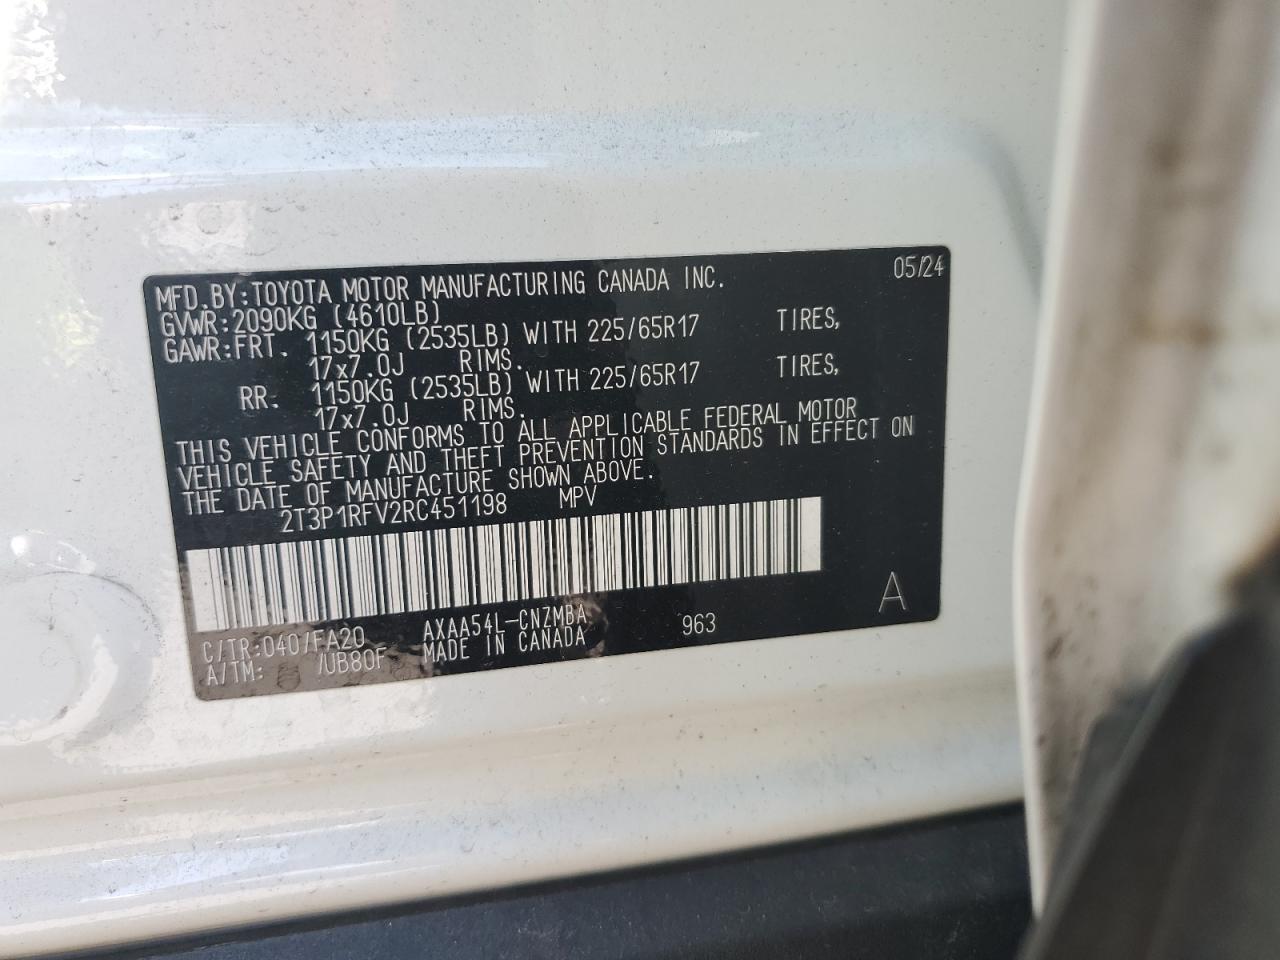 MFD.BY:TOYOTA MOTOR MANUFACTURING CANADA INC. 05/24
GVWR:2090KG (4610LB)
GAWR:FRT. 1150KG (2535LB) WITH 225/65R17 TIRES,
17x7.0J RIMS.
RR. 1150KG (2535LB) WITH 225/65R17 TIRES,
17x7.0J RIMS.
THIS VEHICLE CONFORMS TO ALL APPLICABLE FEDERAL MOTOR
VEHICLE SAFETY AND THEFT PREVENTION STANDARDS IN EFFECT ON
THE DATE OF MANUFACTURE SHOWN ABOVE.
2T3P1RFV2RC451198 MPV
C/TR:040/FA20 AXAA54L-CNZMBA 963 A
A/TM: /UB80F MADE IN CANADA